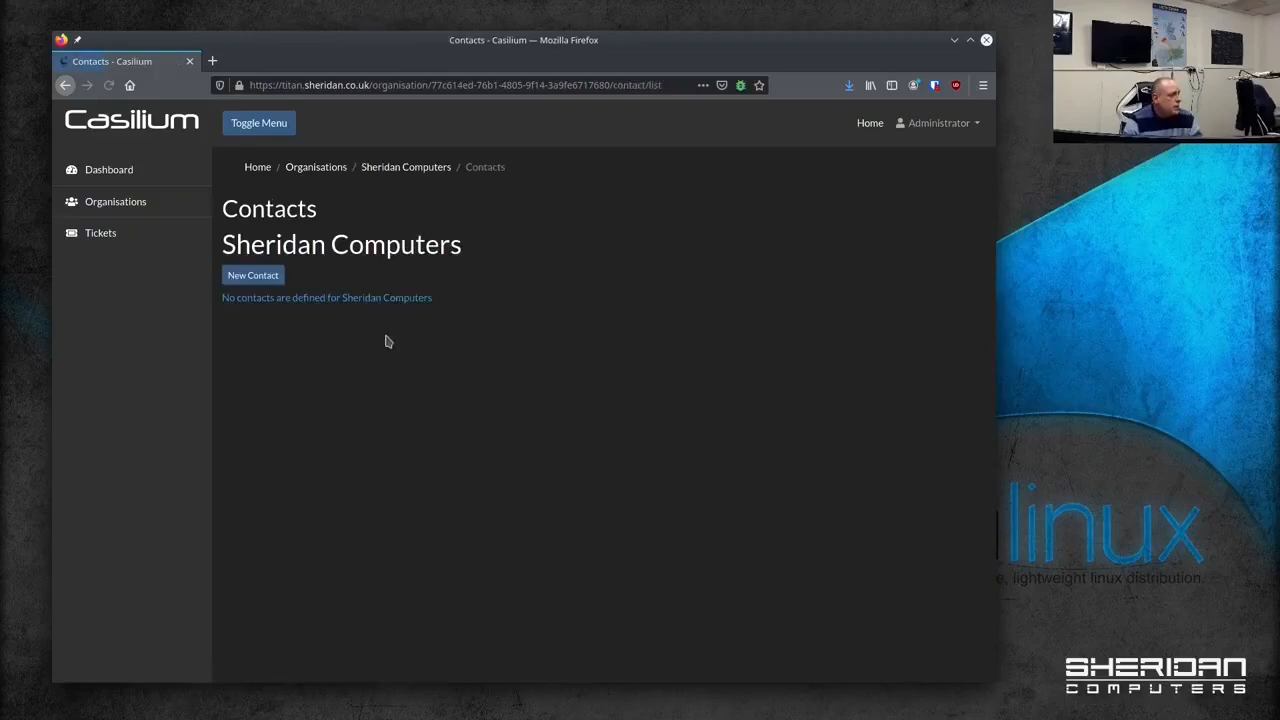 Contacts - Casilium — Mozilla Firefox
Contacts - Casilium
https://titan.sheridan.co.uk/organisation/77c614ed-76b1-4805-9f14-3a9fe6717680/contact/list
Casilium
Toggle Menu
Home
Administrator
Dashboard
Organisations
Tickets
Home / Organisations / Sheridan Computers / Contacts
Contacts
Sheridan Computers
New Contact
No contacts are defined for Sheridan Computers
linux
e, lightweight linux distribution.
SHERIDAN
COMPUTERS